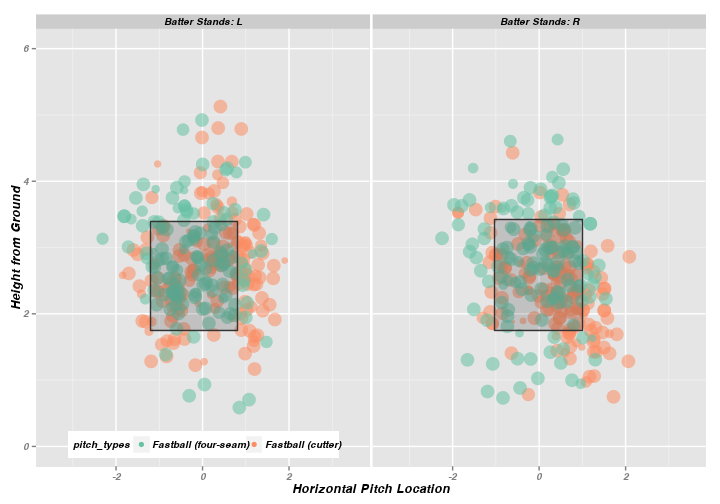 Batter Stands: L
Batter Stands: R
6
4
2
0
Height from Ground
pitch_types Fastball (four-seam) Fastball (cutter)
-2 0 2 -2 0 2
Horizontal Pitch Location